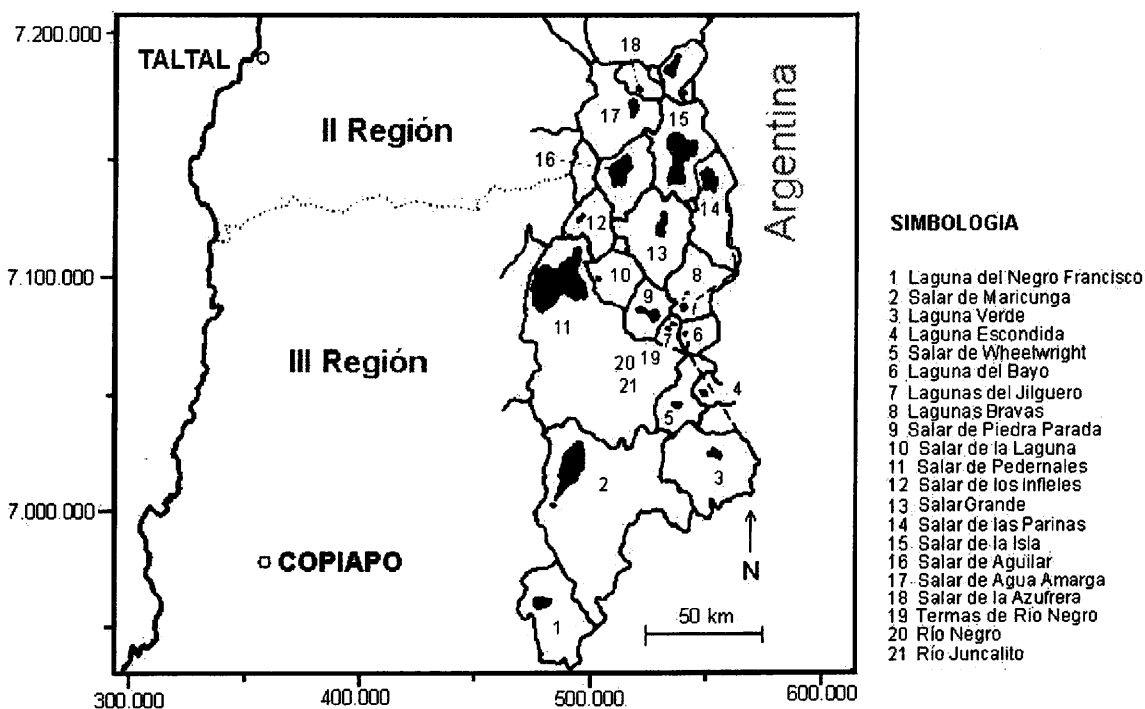 7.200.000
7.100.000
7.000.000
300.000
400.000
500.000
600.000
TALTAL
II Región
III Región
COPIAPO
Argentina
18
17
15
16
14
12
13
10
8
9
11
7
6
20
19
21
4
5
2
3
1
N
50 km
SIMBOLOGIA
1 Laguna del Negro Francisco
2 Salar de Maricunga
3 Laguna Verde
4 Laguna Escondida
5 Salar de Wheelwright
6 Laguna del Bayo
7 Lagunas del Jilguero
8 Lagunas Bravas
9 Salar de Piedra Parada
10 Salar de la Laguna
11 Salar de Pedernales
12 Salar de los Infieles
13 Salar Grande
14 Salar de las Parinas
15 Salar de la Isla
16 Salar de Aguilar
17 Salar de Agua Amarga
18 Salar de la Azufrera
19 Termas de Río Negro
20 Río Negro
21 Río Juncalito